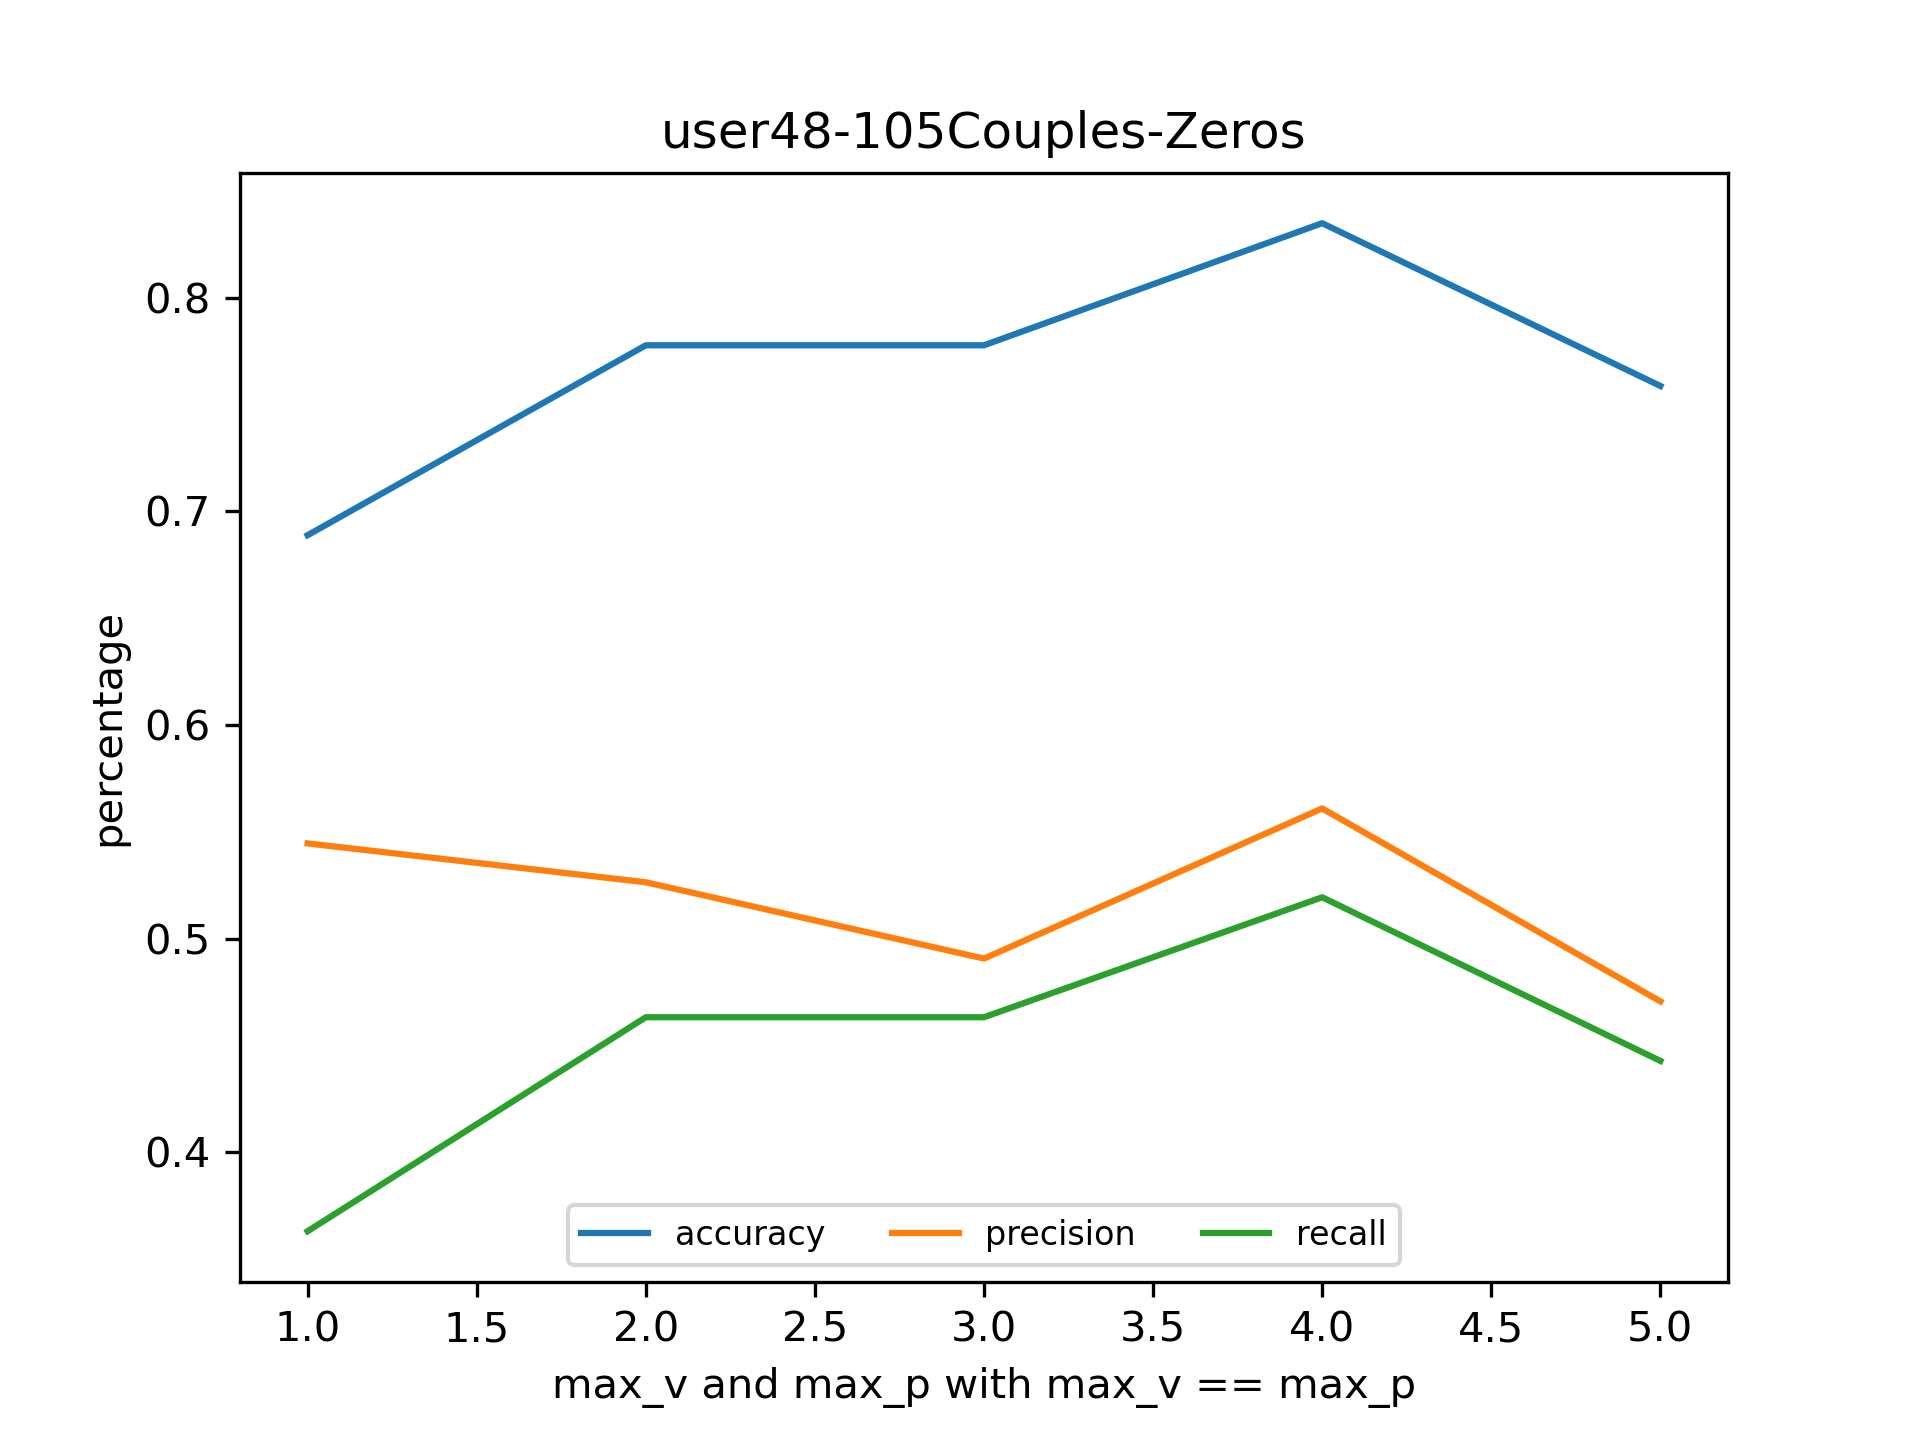 user48-105Couples-Zeros
percentage
0.8
0.7
0.6
0.5
0.4
accuracy precision recall
1.0 1.5 2.0 2.5 3.0 3.5 4.0 4.5 5.0
max_v and max_p with max_v == max_p